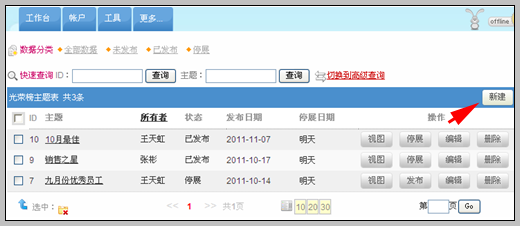 工作台 帐户 工具 更多... offline
数据分类 全部数据 未发布 已发布 停展
快速查询 ID： 查询 主题： 查询 切换到高级查询
光荣榜主题表 共3条 新建
ID 主题 所有者 状态 发布日期 停展日期 操作
10 10月最佳 王天虹 已发布 2011-11-07 明天 视图 停展 编辑 删除
9 销售之星 张彬 已发布 2011-10-17 明天 视图 停展 编辑 删除
7 九月份优秀员工 王天虹 停展 2011-10-14 明天 视图 发布 编辑 删除
选中： << 1 >> 共1页 10 20 30 第 页 Go